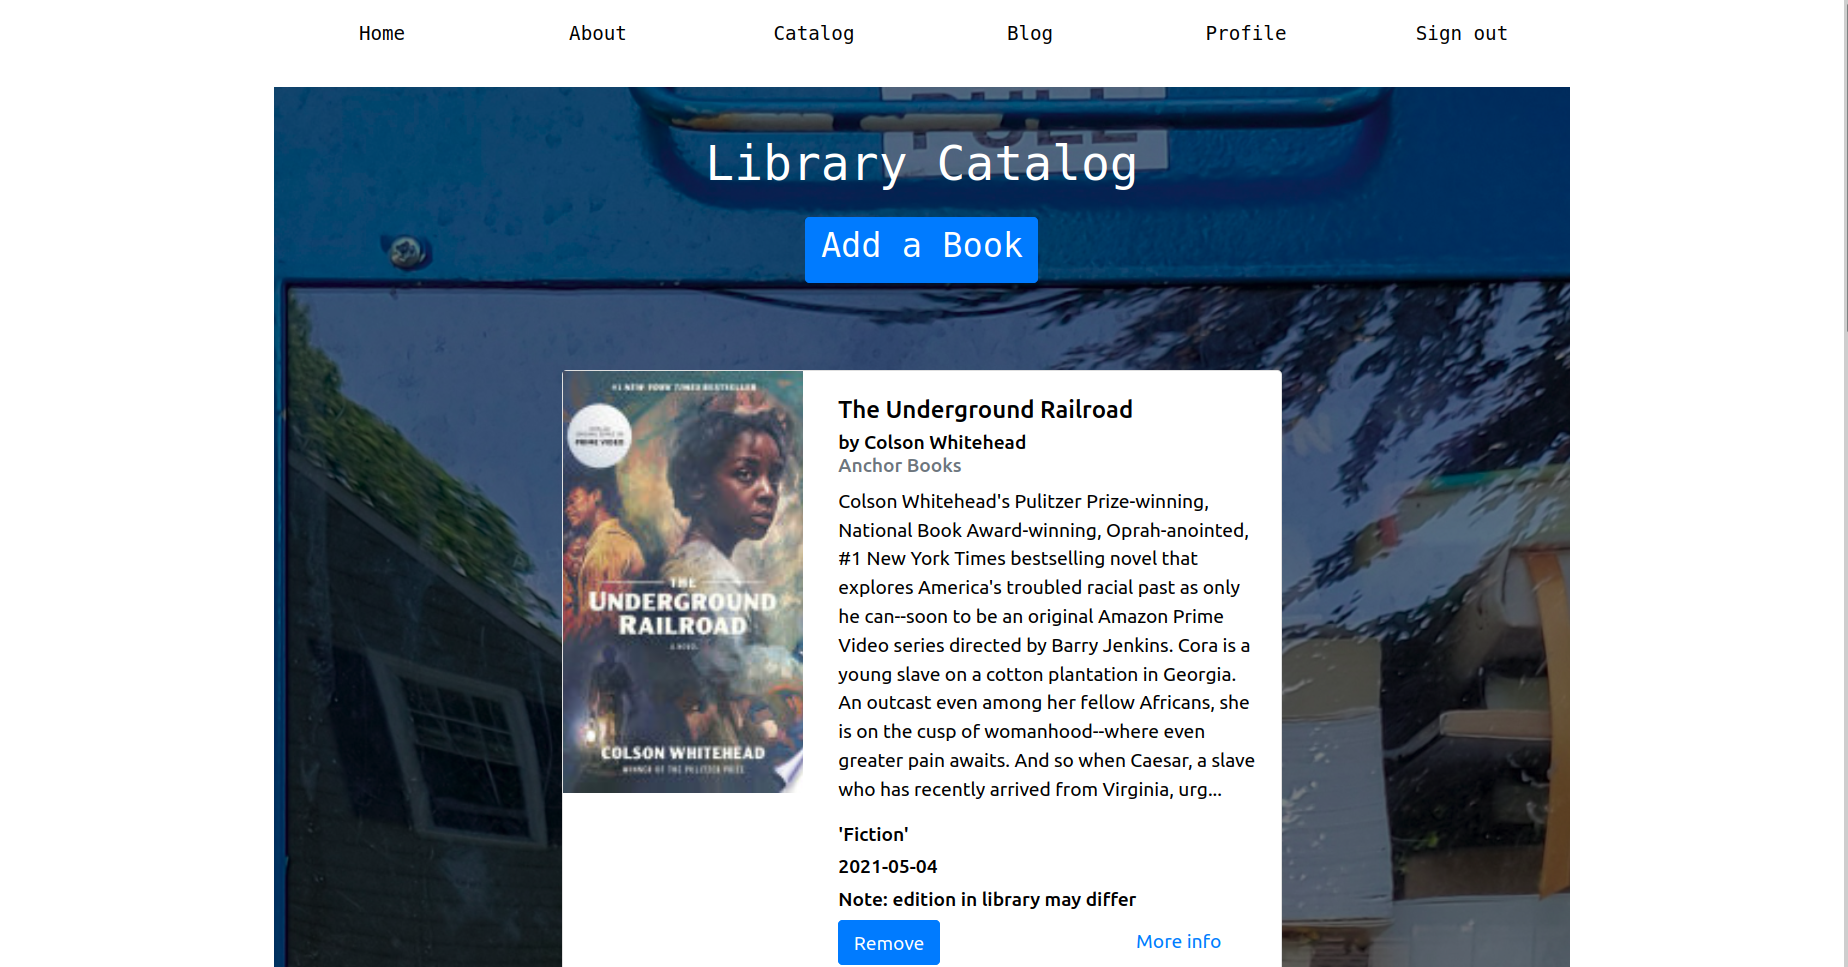 Home About Catalog Blog Profile Sign out
PULL
Library Catalog
Add a Book
#1 NEW YORK TIMES BESTSELLER
PRIME VIDEO
THE
UNDERGROUND
RAILROAD
A NOVEL
COLSON WHITEHEAD
WINNER OF THE PULITZER PRIZE
The Underground Railroad
by Colson Whitehead
Anchor Books
Colson Whitehead's Pulitzer Prize-winning,
National Book Award-winning, Oprah-anointed,
#1 New York Times bestselling novel that
explores America's troubled racial past as only
he can--soon to be an original Amazon Prime
Video series directed by Barry Jenkins. Cora is a
young slave on a cotton plantation in Georgia.
An outcast even among her fellow Africans, she
is on the cusp of womanhood--where even
greater pain awaits. And so when Caesar, a slave
who has recently arrived from Virginia, urg...
'Fiction'
2021-05-04
Note: edition in library may differ
Remove More info